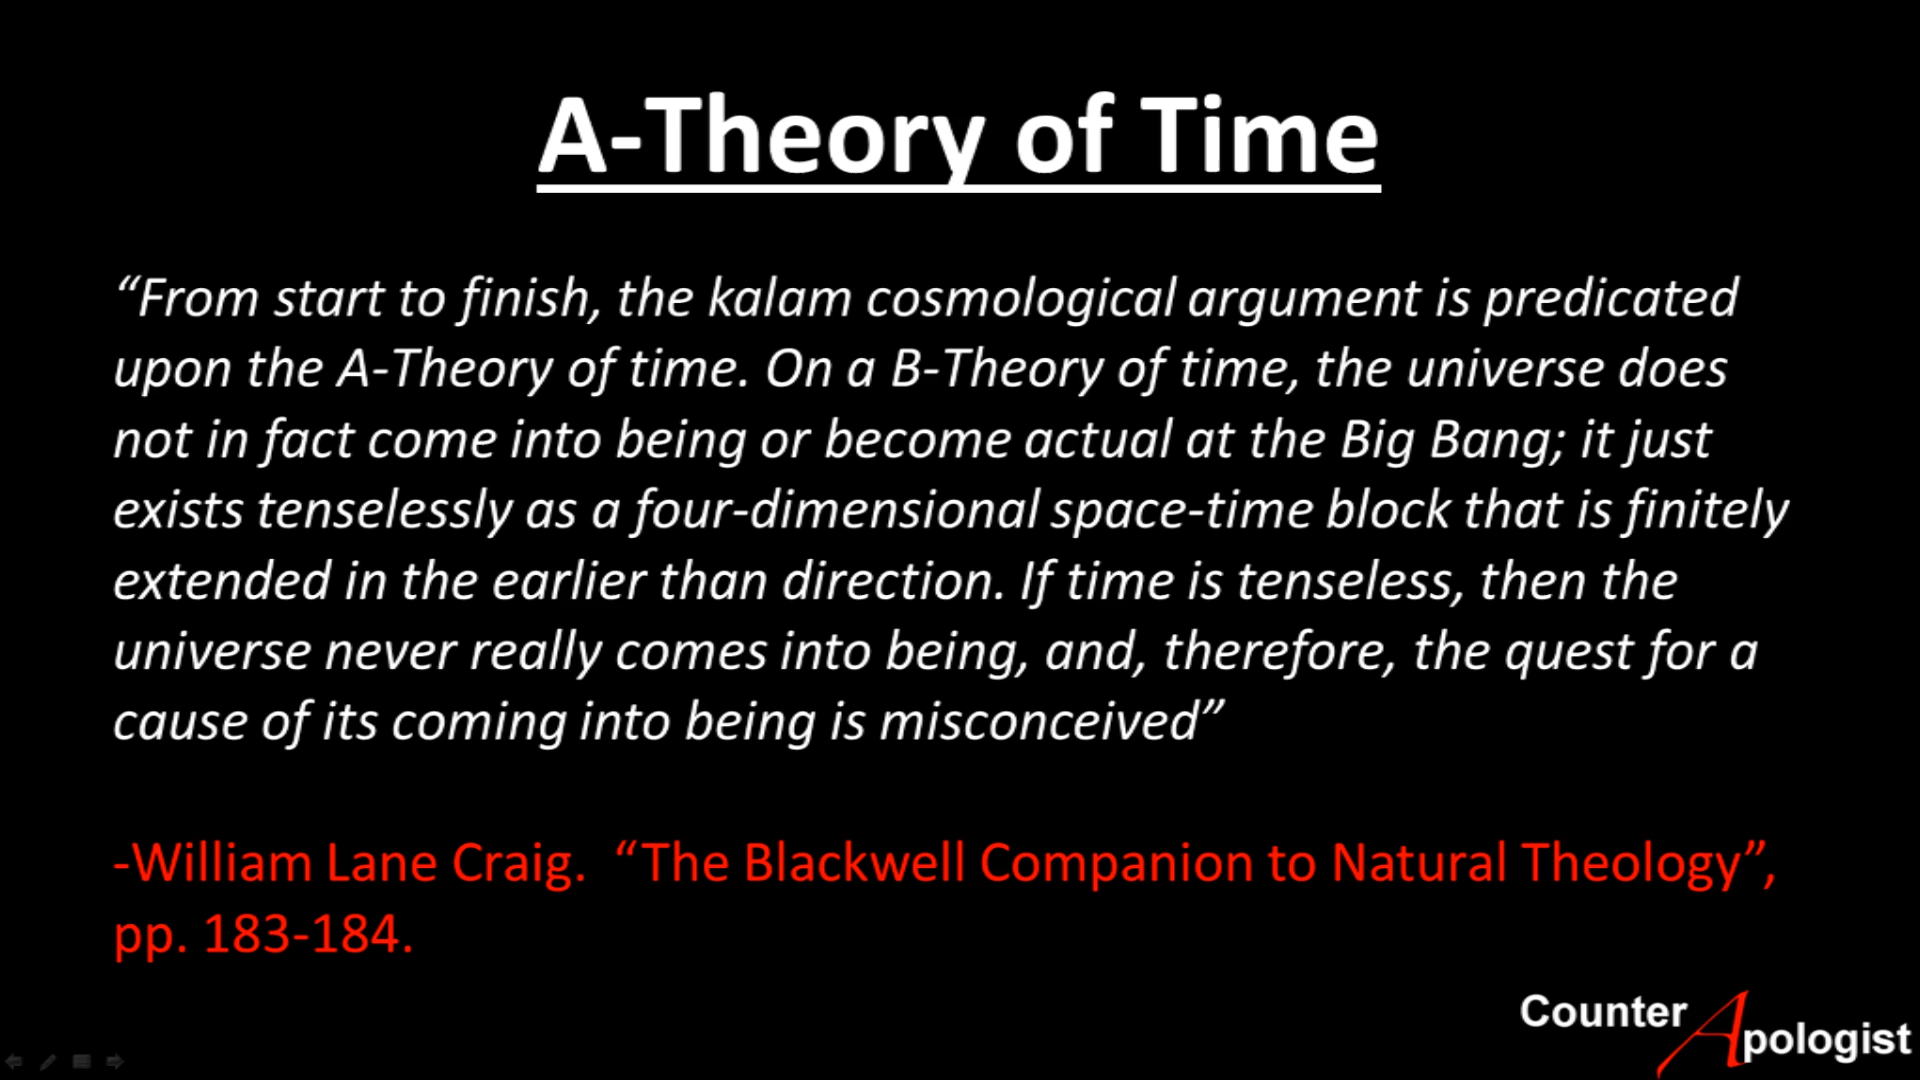 A-Theory of Time
“From start to finish, the kalam cosmological argument is predicated
upon the A-Theory of time. On a B-Theory of time, the universe does
not in fact come into being or become actual at the Big Bang; it just
exists tenselessly as a four-dimensional space-time block that is finitely
extended in the earlier than direction. If time is tenseless, then the
universe never really comes into being, and, therefore, the quest for a
cause of its coming into being is misconceived”
-William Lane Craig.  “The Blackwell Companion to Natural Theology”,
pp. 183-184.
Counter
Apologist